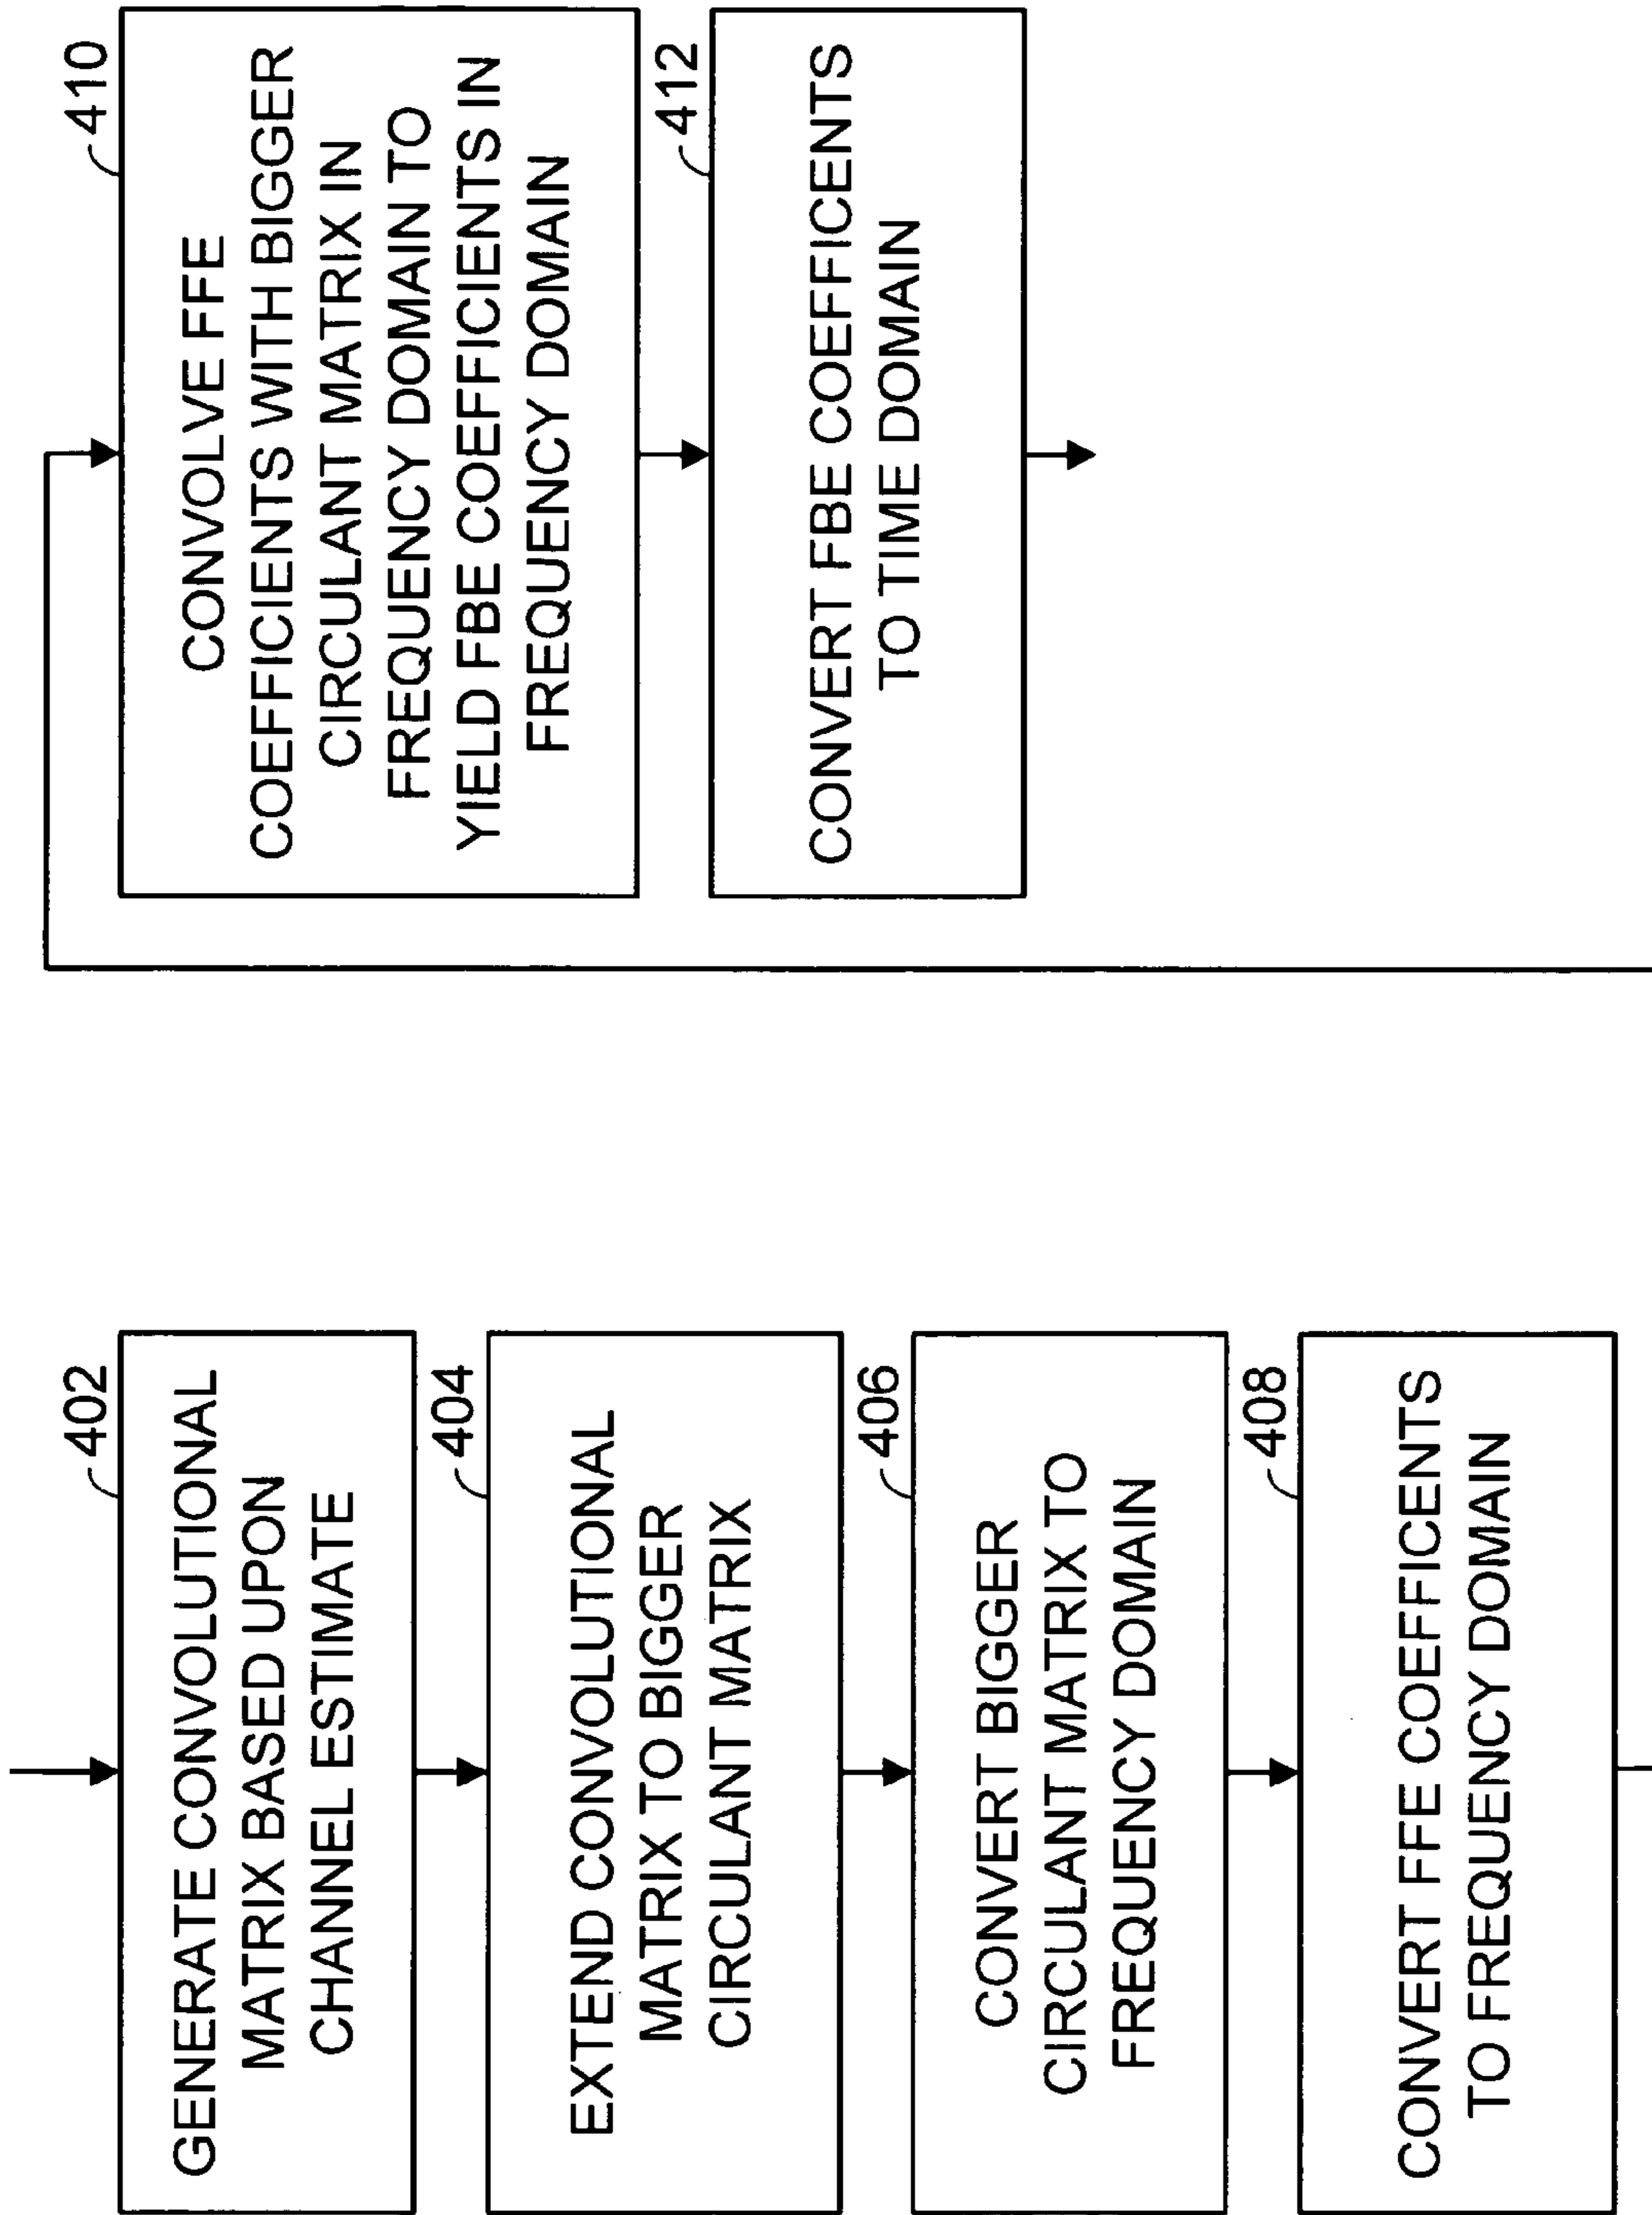 402
GENERATE CONVOLUTIONAL
MATRIX BASED UPON
CHANNEL ESTIMATE
404
EXTEND CONVOLUTIONAL
MATRIX TO BIGGER
CIRCULANT MATRIX
406
CONVERT BIGGER
CIRCULANT MATRIX TO
FREQUENCY DOMAIN
408
CONVERT FFE COEFFICENTS
TO FREQUENCY DOMAIN
410
CONVOLVE FFE
COEFFICIENTS WITH BIGGER
CIRCULANT MATRIX IN
FREQUENCY DOMAIN TO
YIELD FBE COEFFICIENTS IN
FREQUENCY DOMAIN
412
CONVERT FBE COEFFICENTS
TO TIME DOMAIN